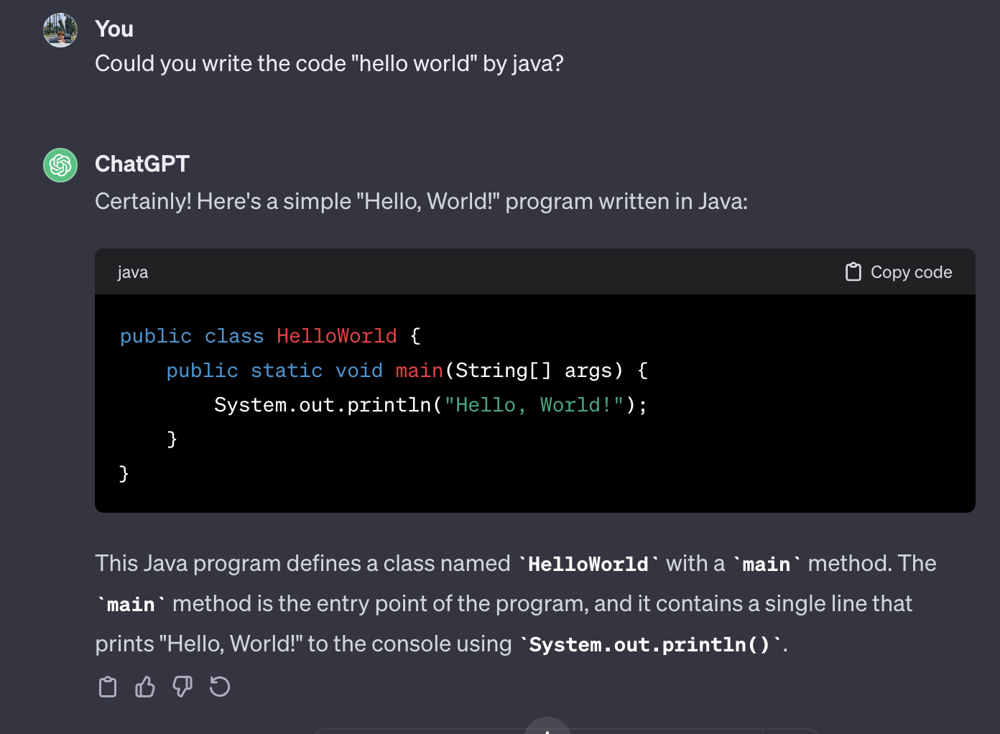 You
Could you write the code "hello world" by java?
ChatGPT
Certainly! Here's a simple "Hello, World!" program written in Java:
java
Copy code
public class HelloWorld {
    public static void main(String[] args) {
        System.out.println("Hello, World!");
    }
}
This Java program defines a class named `HelloWorld` with a `main` method. The
`main` method is the entry point of the program, and it contains a single line that
prints "Hello, World!" to the console using `System.out.println()`.